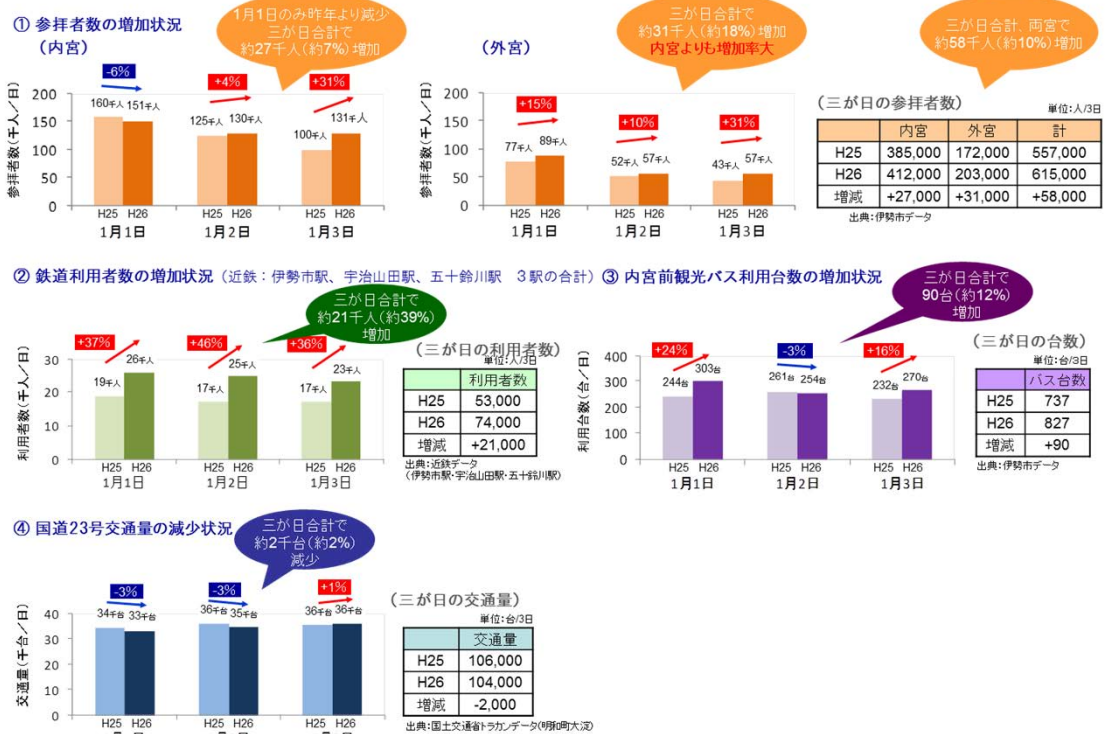 ① 参拝者数の増加状況
（内宮）
1月1日のみ昨年より減少
三が日合計で
約27千人(約7%)増加
参拝者数(千人／日)
200
150
100
50
0
-6%
160千人 151千人
H25 H26
1月1日
+4%
125千人 130千人
H25 H26
1月2日
+31%
100千人 131千人
H25 H26
1月3日
（外宮）
三が日合計で
約31千人(約18%)増加
内宮よりも増加率大
参拝者数(千人／日)
200
150
100
50
0
+15%
77千人 89千人
H25 H26
1月1日
+10%
52千人 57千人
H25 H26
1月2日
+31%
43千人 57千人
H25 H26
1月3日
三が日合計、両宮で
約58千人(約10%)増加
（三が日の参拝者数）
単位:人/3日
内宮 外宮 計
H25 385,000 172,000 557,000
H26 412,000 203,000 615,000
増減 +27,000 +31,000 +58,000
出典:伊勢市データ
② 鉄道利用者数の増加状況（近鉄：伊勢市駅、宇治山田駅、五十鈴川駅　３駅の合計）
三が日合計で
約21千人(約39%)
増加
利用者数(千人／日)
30
20
10
0
+37%
19千人 26千人
H25 H26
1月1日
+46%
17千人 25千人
H25 H26
1月2日
+36%
17千人 23千人
H25 H26
1月3日
（三が日の利用者数）
単位:人/3日
利用者数
H25 53,000
H26 74,000
増減 +21,000
出典:近鉄データ
(伊勢市駅・宇治山田駅・五十鈴川駅)
③ 内宮前観光バス利用台数の増加状況
三が日合計で
90台(約12%)
増加
利用台数(台／日)
400
300
200
100
0
+24%
244台 303台
H25 H26
1月1日
-3%
261台 254台
H25 H26
1月2日
+16%
232台 270台
H25 H26
1月3日
（三が日の台数）
単位:台/3日
バス台数
H25 737
H26 827
増減 +90
出典:伊勢市データ
④ 国道23号交通量の減少状況
三が日合計で
約2千台(約2%)
減少
交通量(千台／日)
40
30
20
10
0
-3%
34千台 33千台
H25 H26
-3%
36千台 35千台
H25 H26
+1%
36千台 36千台
H25 H26
（三が日の交通量）
単位:台/3日
交通量
H25 106,000
H26 104,000
増減 -2,000
出典:国土交通省トラカンデータ(明和町大淀)